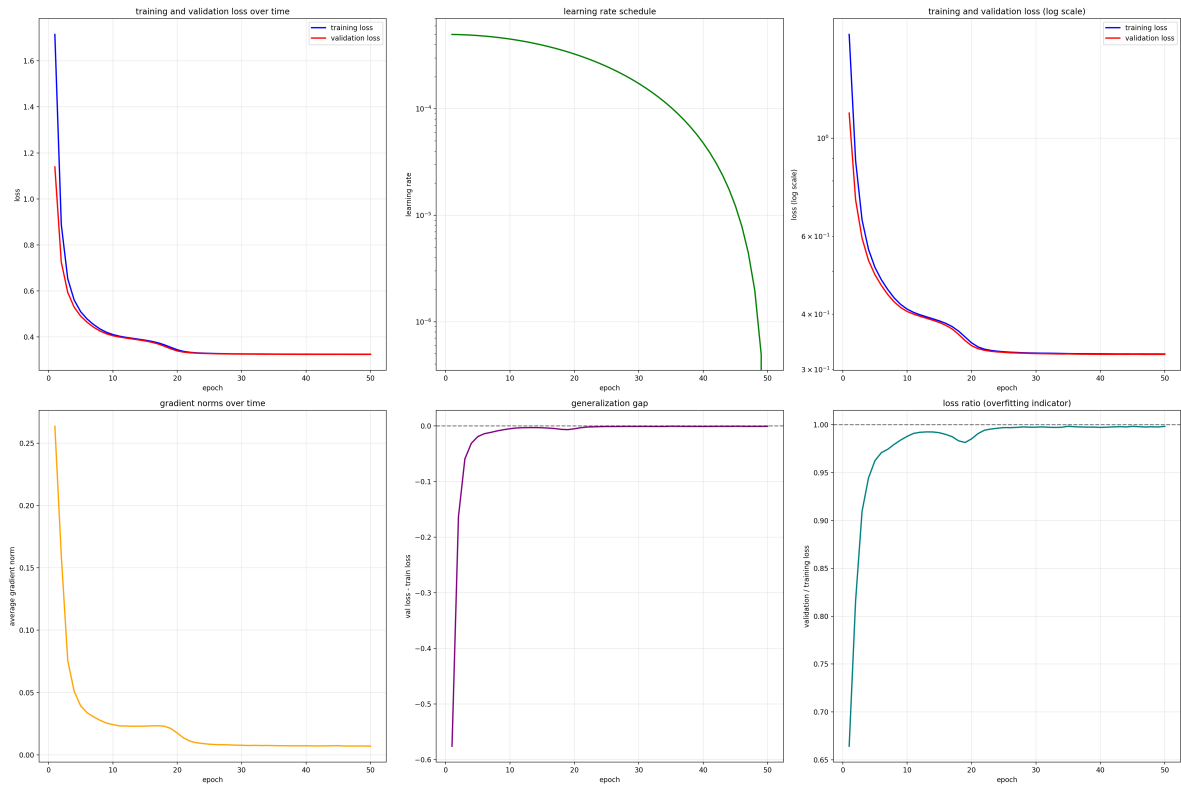 training and validation loss over time
training loss
validation loss
1.6
1.4
1.2
1.0
0.8
0.6
0.4
loss
0
10
20
30
40
50
epoch
learning rate schedule
10⁻⁴
10⁻⁵
10⁻⁶
learning rate
0
10
20
30
40
50
epoch
training and validation loss (log scale)
training loss
validation loss
10⁰
6 × 10⁻¹
4 × 10⁻¹
3 × 10⁻¹
loss (log scale)
0
10
20
30
40
50
epoch
gradient norms over time
0.25
0.20
0.15
0.10
0.05
0.00
average gradient norm
0
10
20
30
40
50
epoch
generalization gap
0.0
−0.1
−0.2
−0.3
−0.4
−0.5
−0.6
val loss - train loss
0
10
20
30
40
50
epoch
loss ratio (overfitting indicator)
1.00
0.95
0.90
0.85
0.80
0.75
0.70
0.65
validation / training loss
0
10
20
30
40
50
epoch